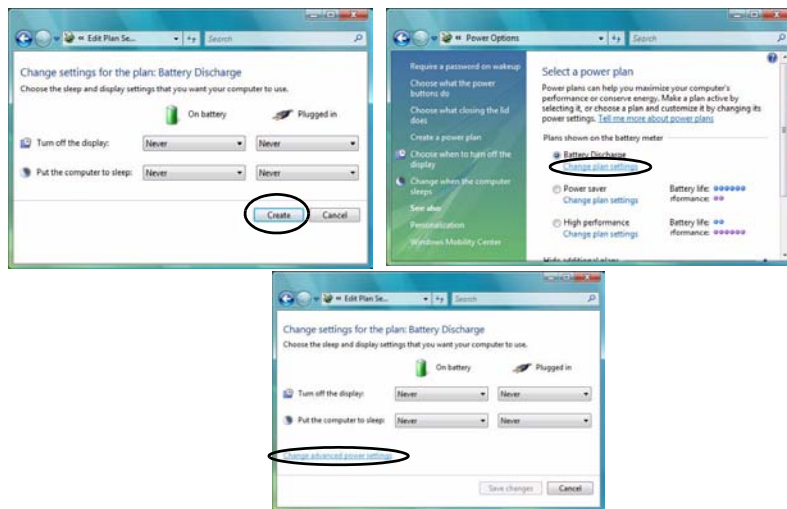 Edit Plan Se...
Search
Change settings for the plan: Battery Discharge
Choose the sleep and display settings that you want your computer to use.
On battery
Plugged in
Turn off the display:
Never
Never
Put the computer to sleep:
Never
Never
Create
Cancel
Power Options
Search
Require a password on wakeup
Choose what the power
buttons do
Choose what closing the lid
does
Create a power plan
Choose when to turn off the
display
Change when the computer
sleeps
See also
Personalization
Windows Mobility Center
Select a power plan
Power plans can help you maximize your computer's
performance or conserve energy. Make a plan active by
selecting it, or choose a plan and customize it by changing its
power settings. Tell me more about power plans
Plans shown on the battery meter
Battery Discharge
Change plan settings
Power saver
Battery life:
Change plan settings
rformance:
High performance
Battery life:
Change plan settings
rformance:
Hide additional plans
Edit Plan Se...
Search
Change settings for the plan: Battery Discharge
Choose the sleep and display settings that you want your computer to use.
On battery
Plugged in
Turn off the display:
Never
Never
Put the computer to sleep:
Never
Never
Change advanced power settings
Save changes
Cancel